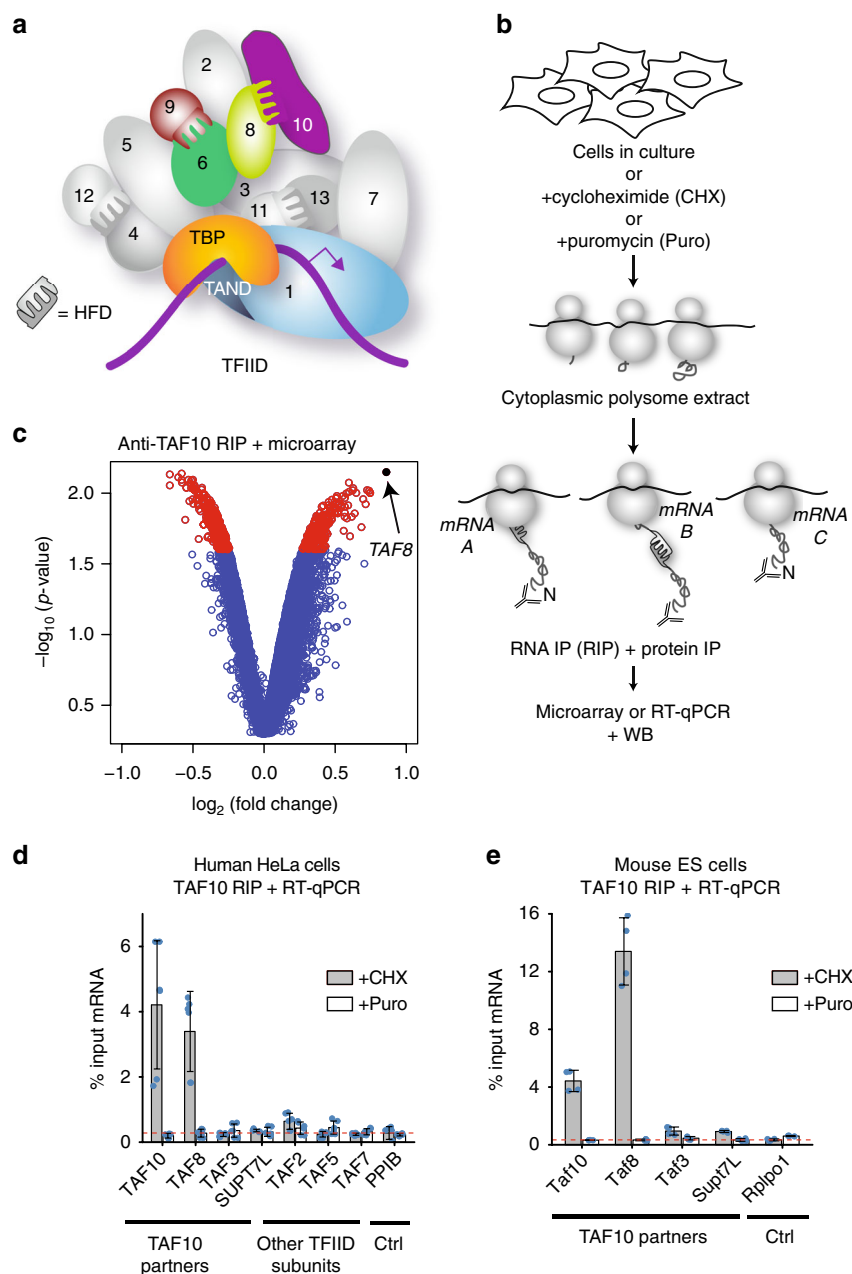 a
2
9
8
10
5
6
3
12
11
13
7
4
TBP
TAND
1
= HFD
TFIID
b
Cells in culture
or
+cycloheximide (CHX)
or
+puromycin (Puro)
Cytoplasmic polysome extract
mRNA
A
mRNA
B
mRNA
C
N
N
RNA IP (RIP) + protein IP
Microarray or RT-qPCR
+ WB
c
Anti-TAF10 RIP + microarray
2.0
1.5
1.0
0.5
–log10 (p-value)
TAF8
−1.0 −0.5 0.0 0.5 1.0
log2 (fold change)
d
Human HeLa cells
TAF10 RIP + RT-qPCR
6
4
2
0
% input mRNA
+CHX
+Puro
TAF10
TAF8
TAF3
SUPT7L
TAF2
TAF5
TAF7
PPIB
TAF10
partners
Other TFIID
subunits
Ctrl
e
Mouse ES cells
TAF10 RIP + RT-qPCR
16
12
8
4
0
% input mRNA
+CHX
+Puro
Taf10
Taf8
Taf3
Supt7L
Rplpo1
TAF10 partners
Ctrl